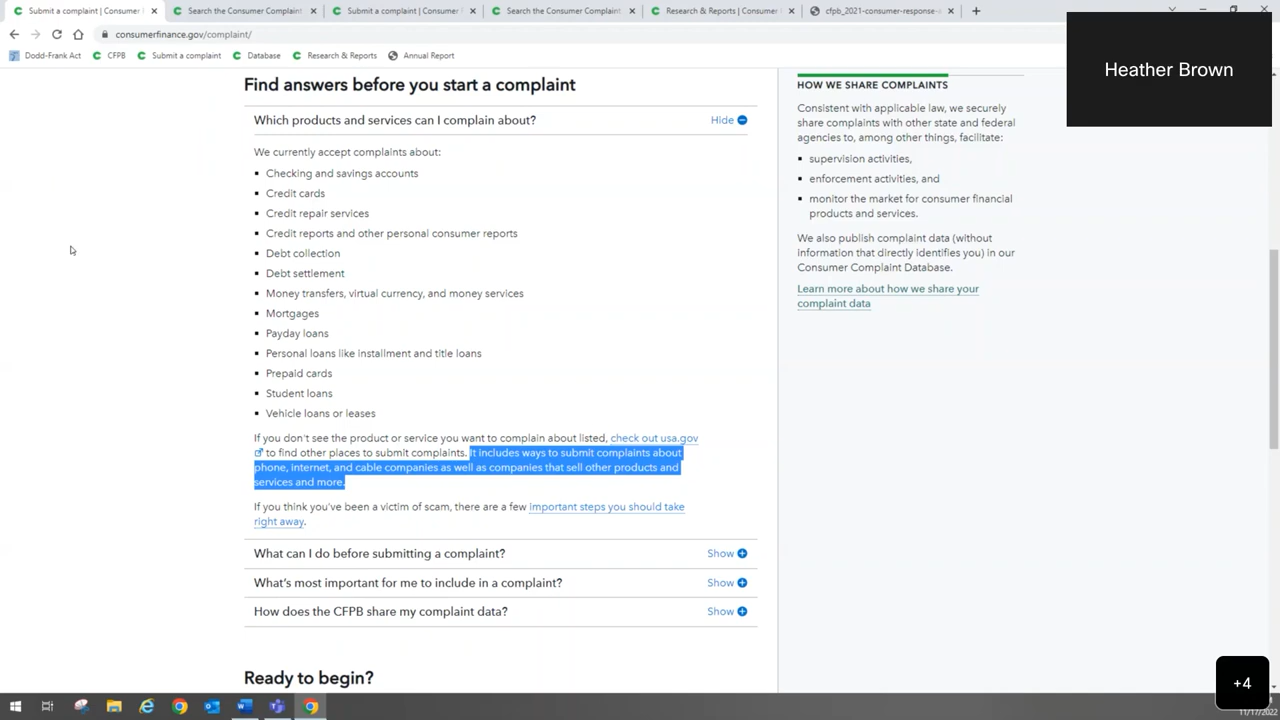 Submit a complaint | Consumer F
Search the Consumer Complaint
Submit a complaint | Consumer F
Search the Consumer Complaint
Research & Reports | Consumer F
cfpb_2021-consumer-response-
consumerfinance.gov/complaint/
Dodd-Frank Act
CFPB
Submit a complaint
Database
Research & Reports
Annual Report
Heather Brown
Find answers before you start a complaint
Which products and services can I complain about?
Hide
We currently accept complaints about:
Checking and savings accounts
Credit cards
Credit repair services
Credit reports and other personal consumer reports
Debt collection
Debt settlement
Money transfers, virtual currency, and money services
Mortgages
Payday loans
Personal loans like installment and title loans
Prepaid cards
Student loans
Vehicle loans or leases
If you don't see the product or service you want to complain about listed, check out usa.gov
to find other places to submit complaints. It includes ways to submit complaints about
phone, internet, and cable companies as well as companies that sell other products and
services and more.
If you think you've been a victim of scam, there are a few important steps you should take
right away.
What can I do before submitting a complaint?
Show
What's most important for me to include in a complaint?
Show
How does the CFPB share my complaint data?
Show
Ready to begin?
HOW WE SHARE COMPLAINTS
Consistent with applicable law, we securely
share complaints with other state and federal
agencies to, among other things, facilitate:
supervision activities,
enforcement activities, and
monitor the market for consumer financial
products and services.
We also publish complaint data (without
information that directly identifies you) in our
Consumer Complaint Database.
Learn more about how we share your
complaint data
+4
11/17/2022